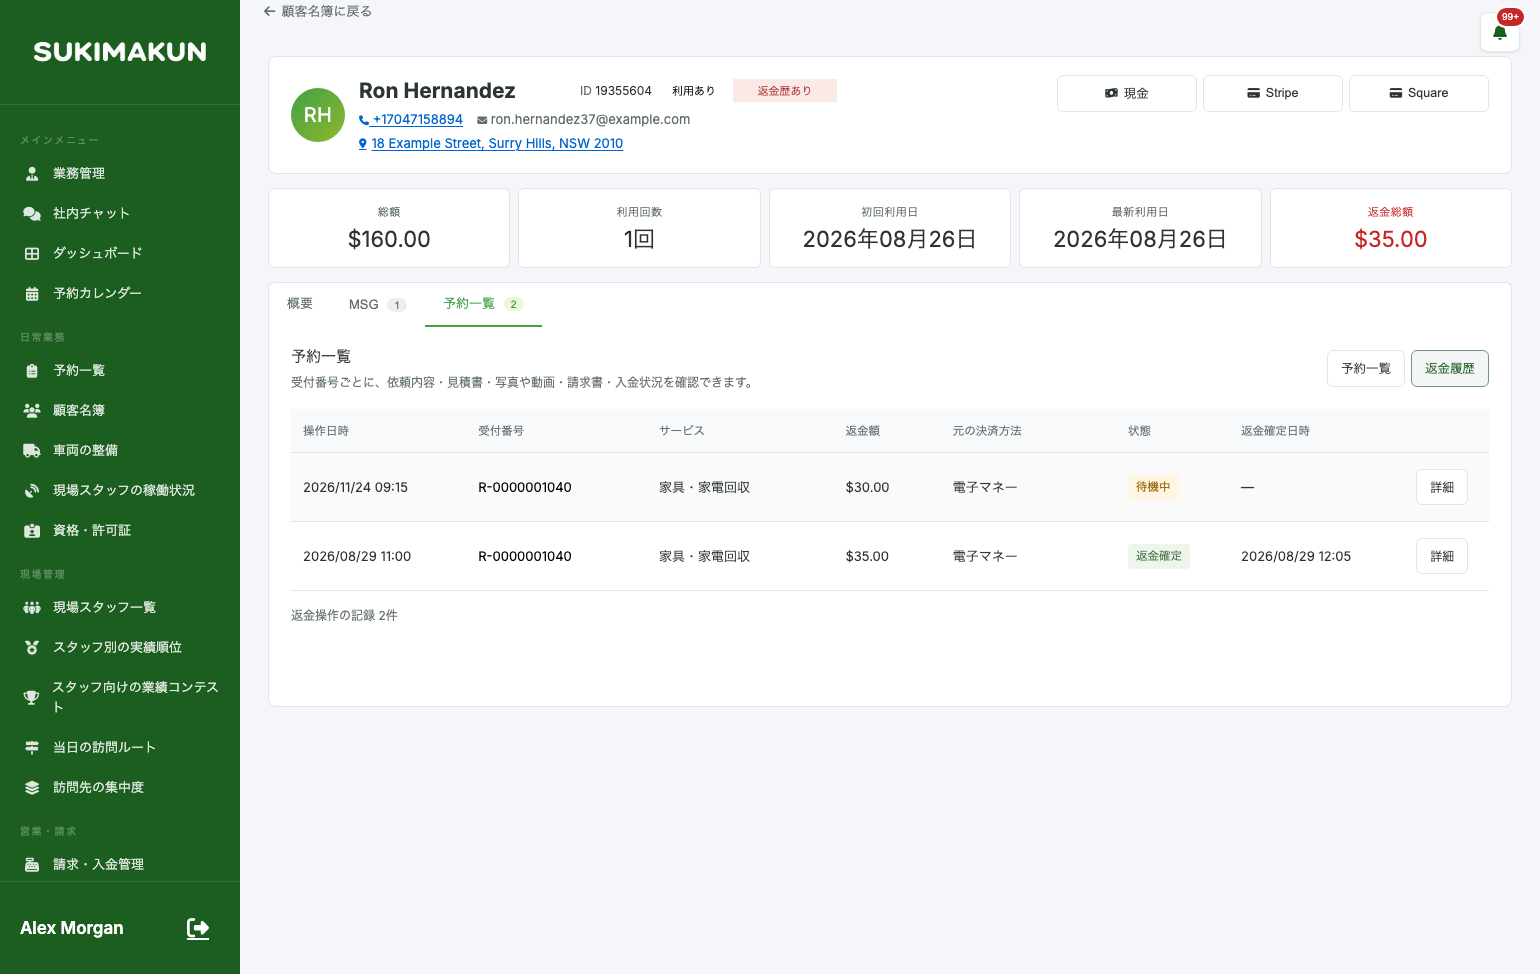 SUKIMAKUN
メインメニュー
業務管理
社内チャット
ダッシュボード
予約カレンダー
日常業務
予約一覧
顧客名簿
車両の整備
現場スタッフの稼働状況
資格・許可証
現場管理
現場スタッフ一覧
スタッフ別の実績順位
スタッフ向けの業績コンテス
ト
当日の訪問ルート
訪問先の集中度
営業・請求
請求・入金管理
Alex Morgan
顧客名簿に戻る
99+
RH
Ron Hernandez ID 19355604 利用あり 返金歴あり
+17047158894 ron.hernandez37@example.com
18 Example Street, Surry Hills, NSW 2010
現金 Stripe Square
総額 利用回数 初回利用日 最新利用日 返金総額
$160.00 1回 2026年08月26日 2026年08月26日 $35.00
概要 MSG 1 予約一覧 2
予約一覧
受付番号ごとに、依頼内容・見積書・写真や動画・請求書・入金状況を確認できます。
予約一覧 返金履歴
操作日時 受付番号 サービス 返金額 元の決済方法 状態 返金確定日時
2026/11/24 09:15 R-0000001040 家具・家電回収 $30.00 電子マネー 待機中 — 詳細
2026/08/29 11:00 R-0000001040 家具・家電回収 $35.00 電子マネー 返金確定 2026/08/29 12:05 詳細
返金操作の記録 2件